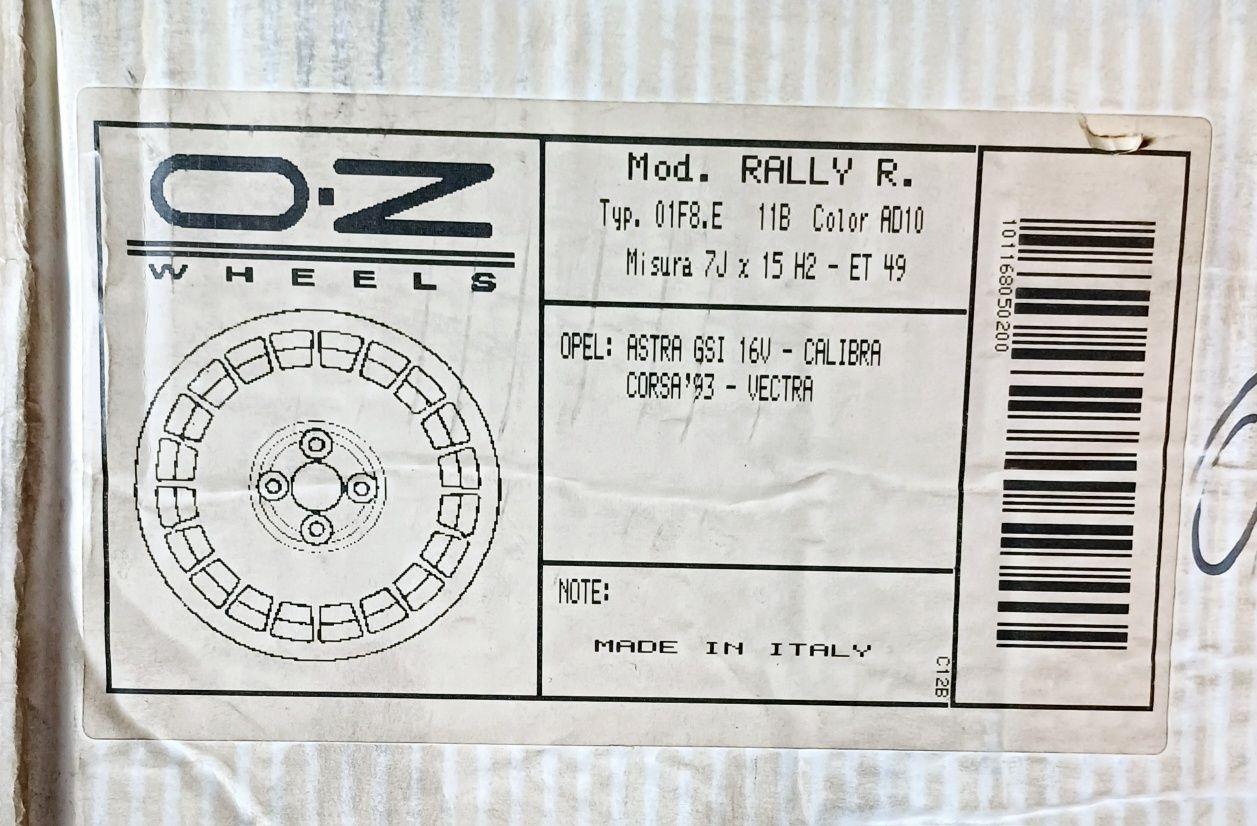 O·Z
WHEELS
Mod. RALLY R.
Typ. 01F8.E 11B Color AD10
Misura 7J x 15 H2 - ET 49
OPEL: ASTRA GSI 16V - CALIBRA
CORSA'93 - VECTRA
NOTE:
MADE IN ITALY
C12B
101168050200